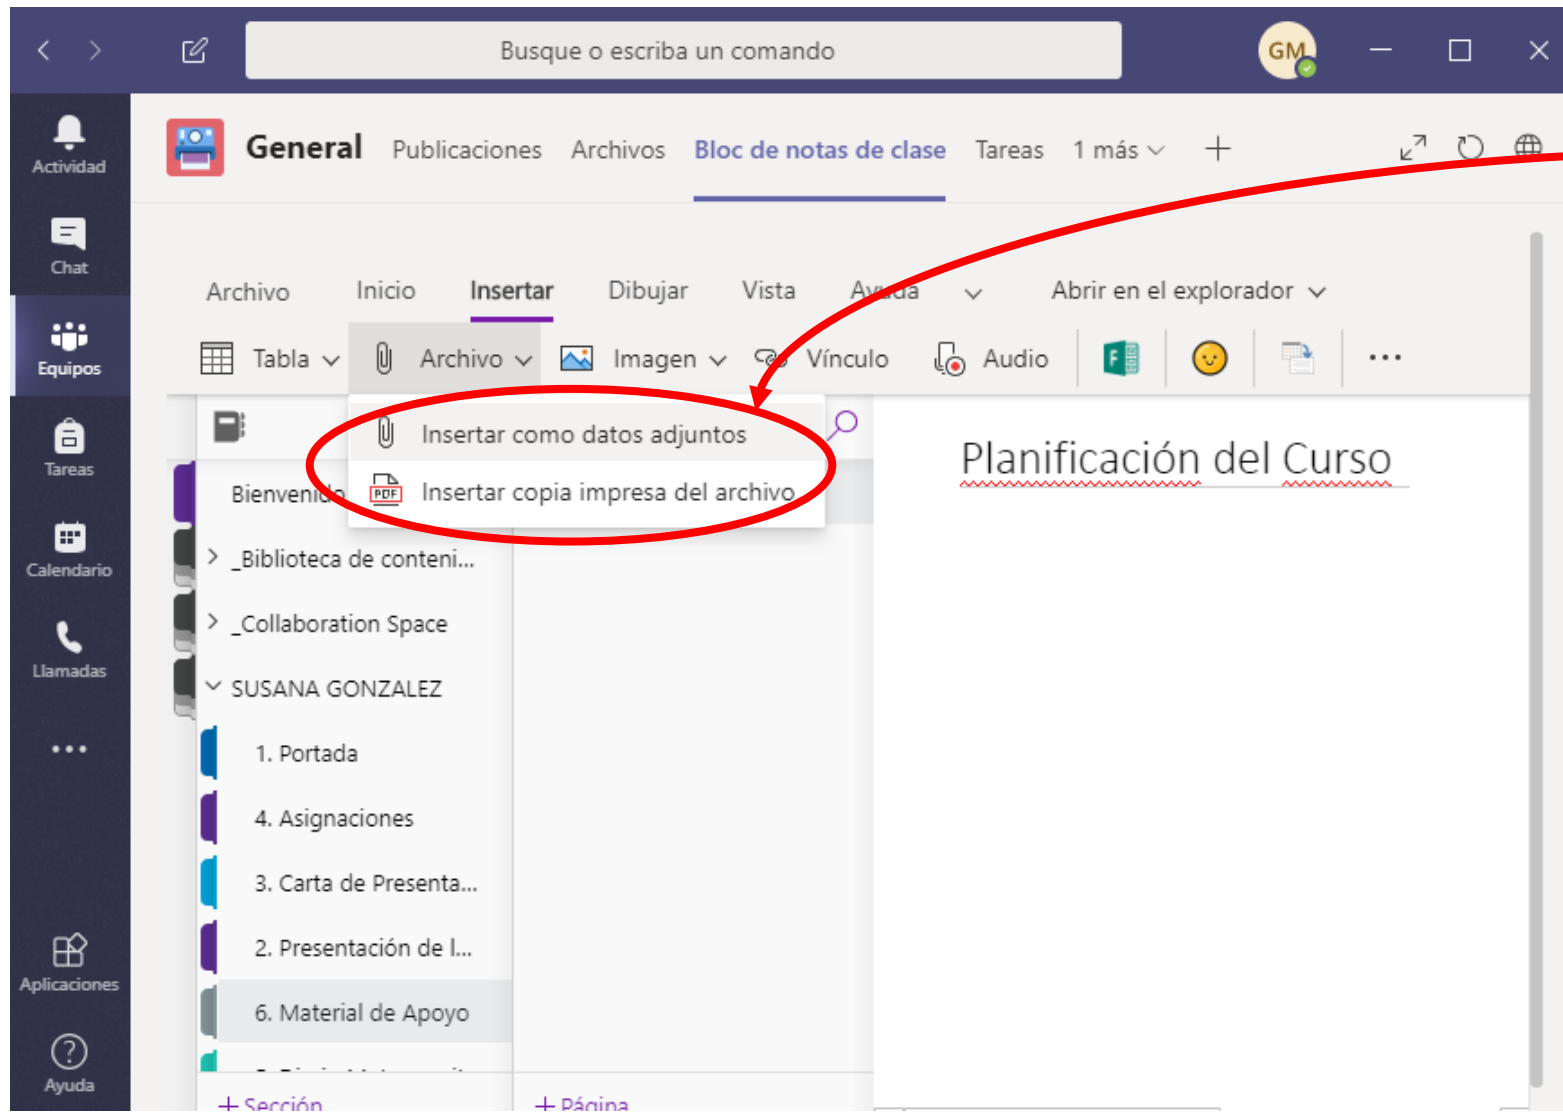 Busque o escriba un comando
GM
General Publicaciones Archivos Bloc de notas de clase Tareas 1 más
Actividad
Chat
Equipos
Tareas
Calendario
Llamadas
Aplicaciones
Ayuda
Archivo Inicio Insertar Dibujar Vista Ayuda Abrir en el explorador
Tabla Archivo Imagen Vínculo Audio
Insertar como datos adjuntos
PDF Insertar copia impresa del archivo
Bienvenido
_Biblioteca de conteni...
_Collaboration Space
SUSANA GONZALEZ
1. Portada
4. Asignaciones
3. Carta de Presenta...
2. Presentación de l...
6. Material de Apoyo
+ Sección
+ Página
Planificación del Curso